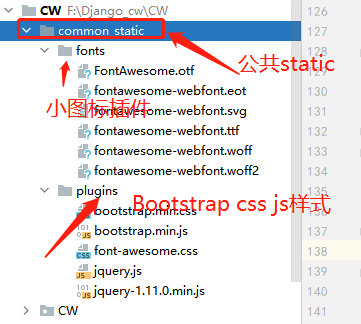 CW F:\Django_cw\CW
common_static
fonts
公共static
FontAwesome.otf
小图标插件
fontawesome-webfont.eot
fontawesome-webfont.svg
fontawesome-webfont.ttf
fontawesome-webfont.woff
fontawesome-webfont.woff2
plugins
Bootstrap css js样式
bootstrap.min.css
bootstrap.min.js
font-awesome.css
jquery.js
jquery-1.11.0.min.js
CW
126
127
128
129
130
131
132
133
134
135
136
137
138
139
140
141